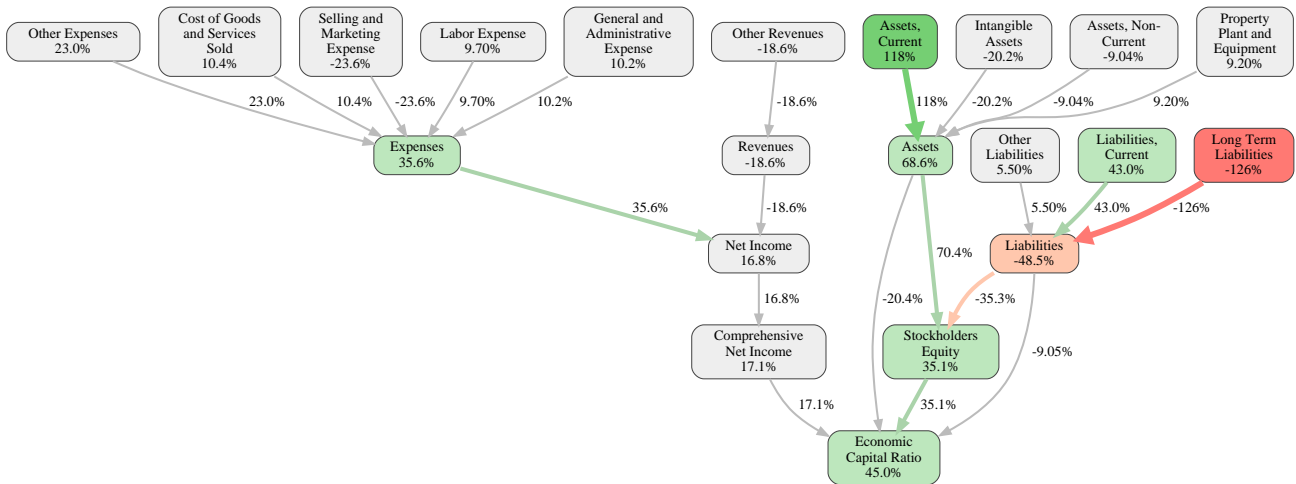 Other Expenses
23.0%
Cost of Goods
and Services
Sold
10.4%
Selling and
Marketing
Expense
-23.6%
Labor Expense
9.70%
General and
Administrative
Expense
10.2%
Other Revenues
-18.6%
Assets,
Current
118%
Intangible
Assets
-20.2%
Assets, Non-
Current
-9.04%
Property
Plant and
Equipment
9.20%
23.0%
10.4%
-23.6%
9.70%
10.2%
-18.6%
118%
-20.2%
-9.04%
9.20%
Expenses
35.6%
Revenues
-18.6%
Assets
68.6%
Other
Liabilities
5.50%
Liabilities,
Current
43.0%
Long Term
Liabilities
-126%
35.6%
-18.6%
5.50%
43.0%
-126%
Net Income
16.8%
70.4%
Liabilities
-48.5%
16.8%
-20.4%
-35.3%
Comprehensive
Net Income
17.1%
Stockholders
Equity
35.1%
-9.05%
17.1%
35.1%
Economic
Capital Ratio
45.0%